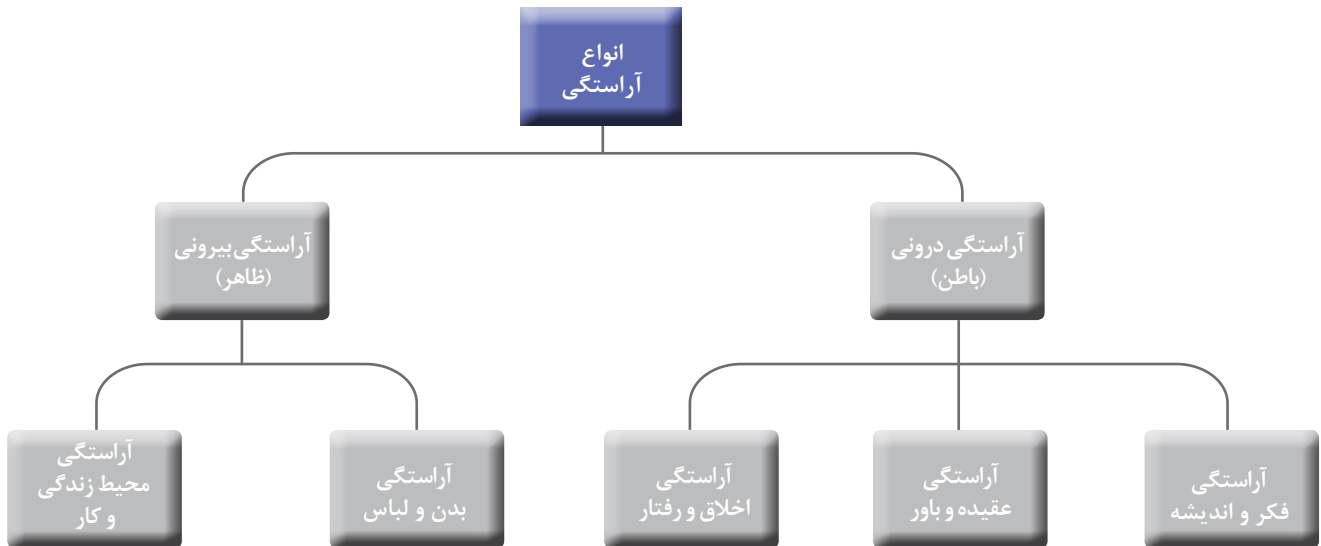 انواع
آراستگی
آراستگی درونی
(باطن)
آراستگی بیرونی
(ظاهر)
آراستگی
فکر و اندیشه
آراستگی
عقیده و باور
آراستگی
اخلاق و رفتار
آراستگی
بدن و لباس
آراستگی
محیط زندگی
و کار